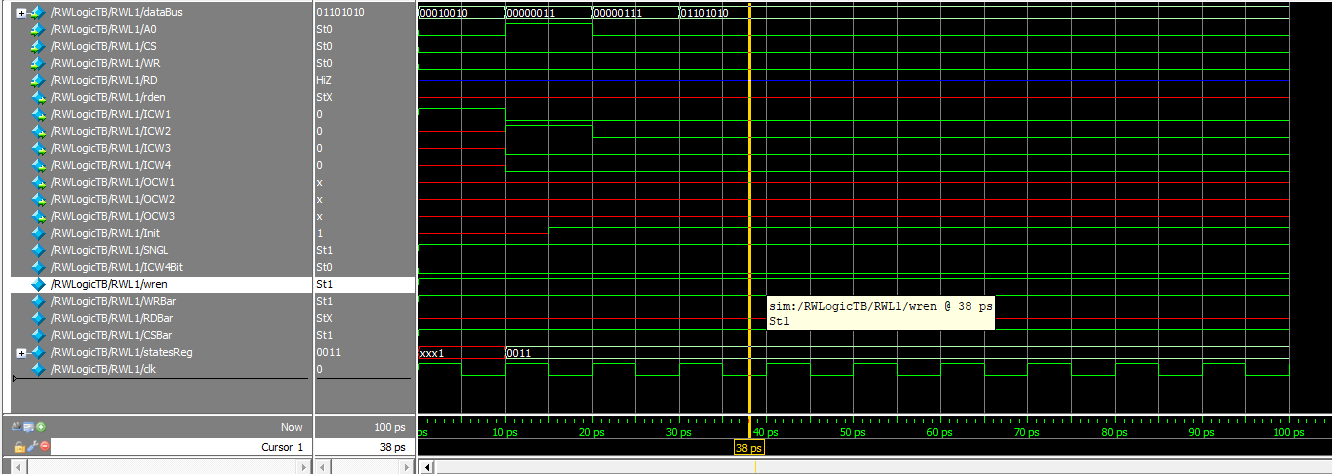 /RWLogicTB/RWL1/dataBus 01101010 00010010 00000011 00000111 01101010
/RWLogicTB/RWL1/A0 St0
/RWLogicTB/RWL1/CS St0
/RWLogicTB/RWL1/WR St0
/RWLogicTB/RWL1/RD HiZ
/RWLogicTB/RWL1/rden StX
/RWLogicTB/RWL1/ICW1 0
/RWLogicTB/RWL1/ICW2 0
/RWLogicTB/RWL1/ICW3 0
/RWLogicTB/RWL1/ICW4 0
/RWLogicTB/RWL1/OCW1 x
/RWLogicTB/RWL1/OCW2 x
/RWLogicTB/RWL1/OCW3 x
/RWLogicTB/RWL1/Init 1
/RWLogicTB/RWL1/SNGL St1
/RWLogicTB/RWL1/ICW4Bit St0
/RWLogicTB/RWL1/wren St1
/RWLogicTB/RWL1/WRBar St1
sim:/RWLogicTB/RWL1/wren @ 38 ps
/RWLogicTB/RWL1/RDBar StX
St1
/RWLogicTB/RWL1/CSBar St1
/RWLogicTB/RWL1/statesReg 0011 xxx1 0011
/RWLogicTB/RWL1/clk 0
Now 100 ps ps 10 ps 20 ps 30 ps 40 ps 50 ps 60 ps 70 ps 80 ps 90 ps 100 ps
Cursor 1 38 ps 38 ps